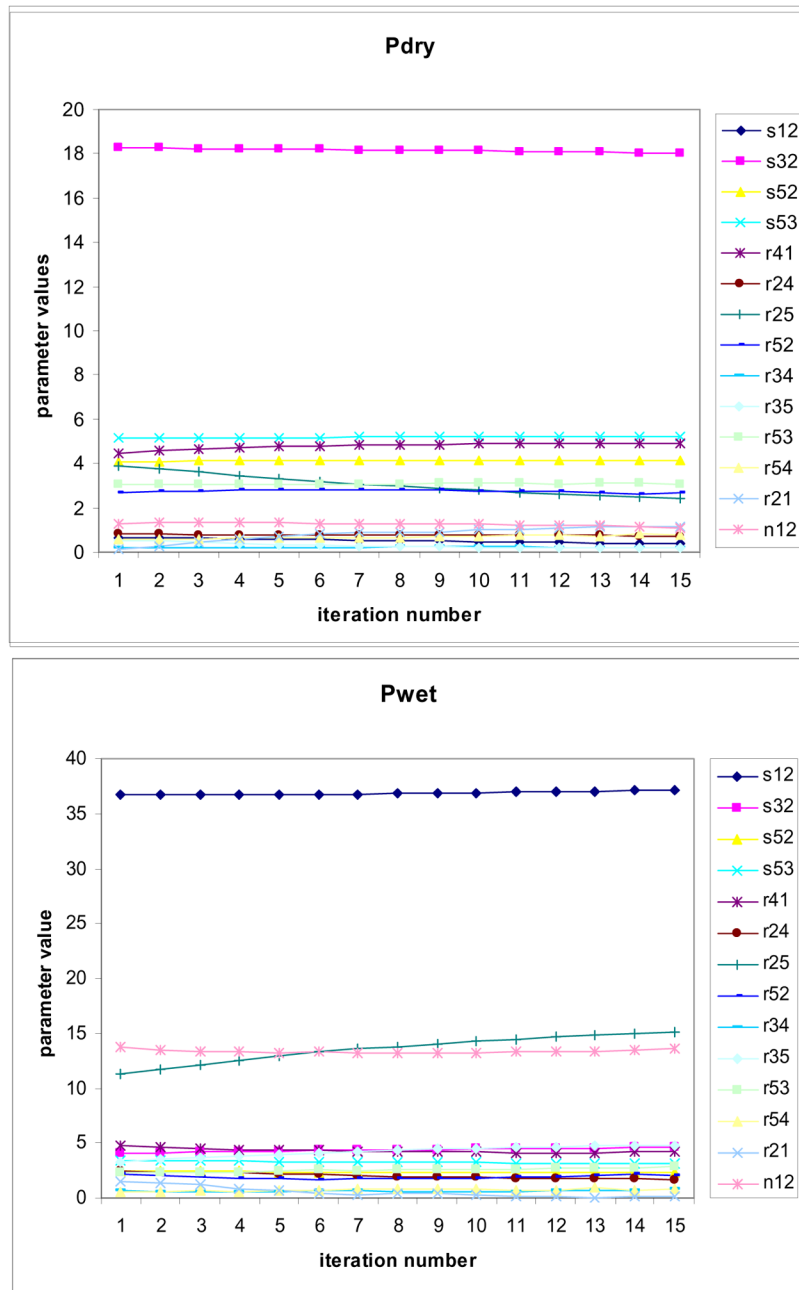 Pdry
parameter values
20
18
16
14
12
10
8
6
4
2
0
1 2 3 4 5 6 7 8 9 10 11 12 13 14 15
iteration number
s12
s32
s52
s53
r41
r24
r25
r52
r34
r35
r53
r54
r21
n12
Pwet
parameter value
40
35
30
25
20
15
10
5
0
1 2 3 4 5 6 7 8 9 10 11 12 13 14 15
iteration number
s12
s32
s52
s53
r41
r24
r25
r52
r34
r35
r53
r54
r21
n12